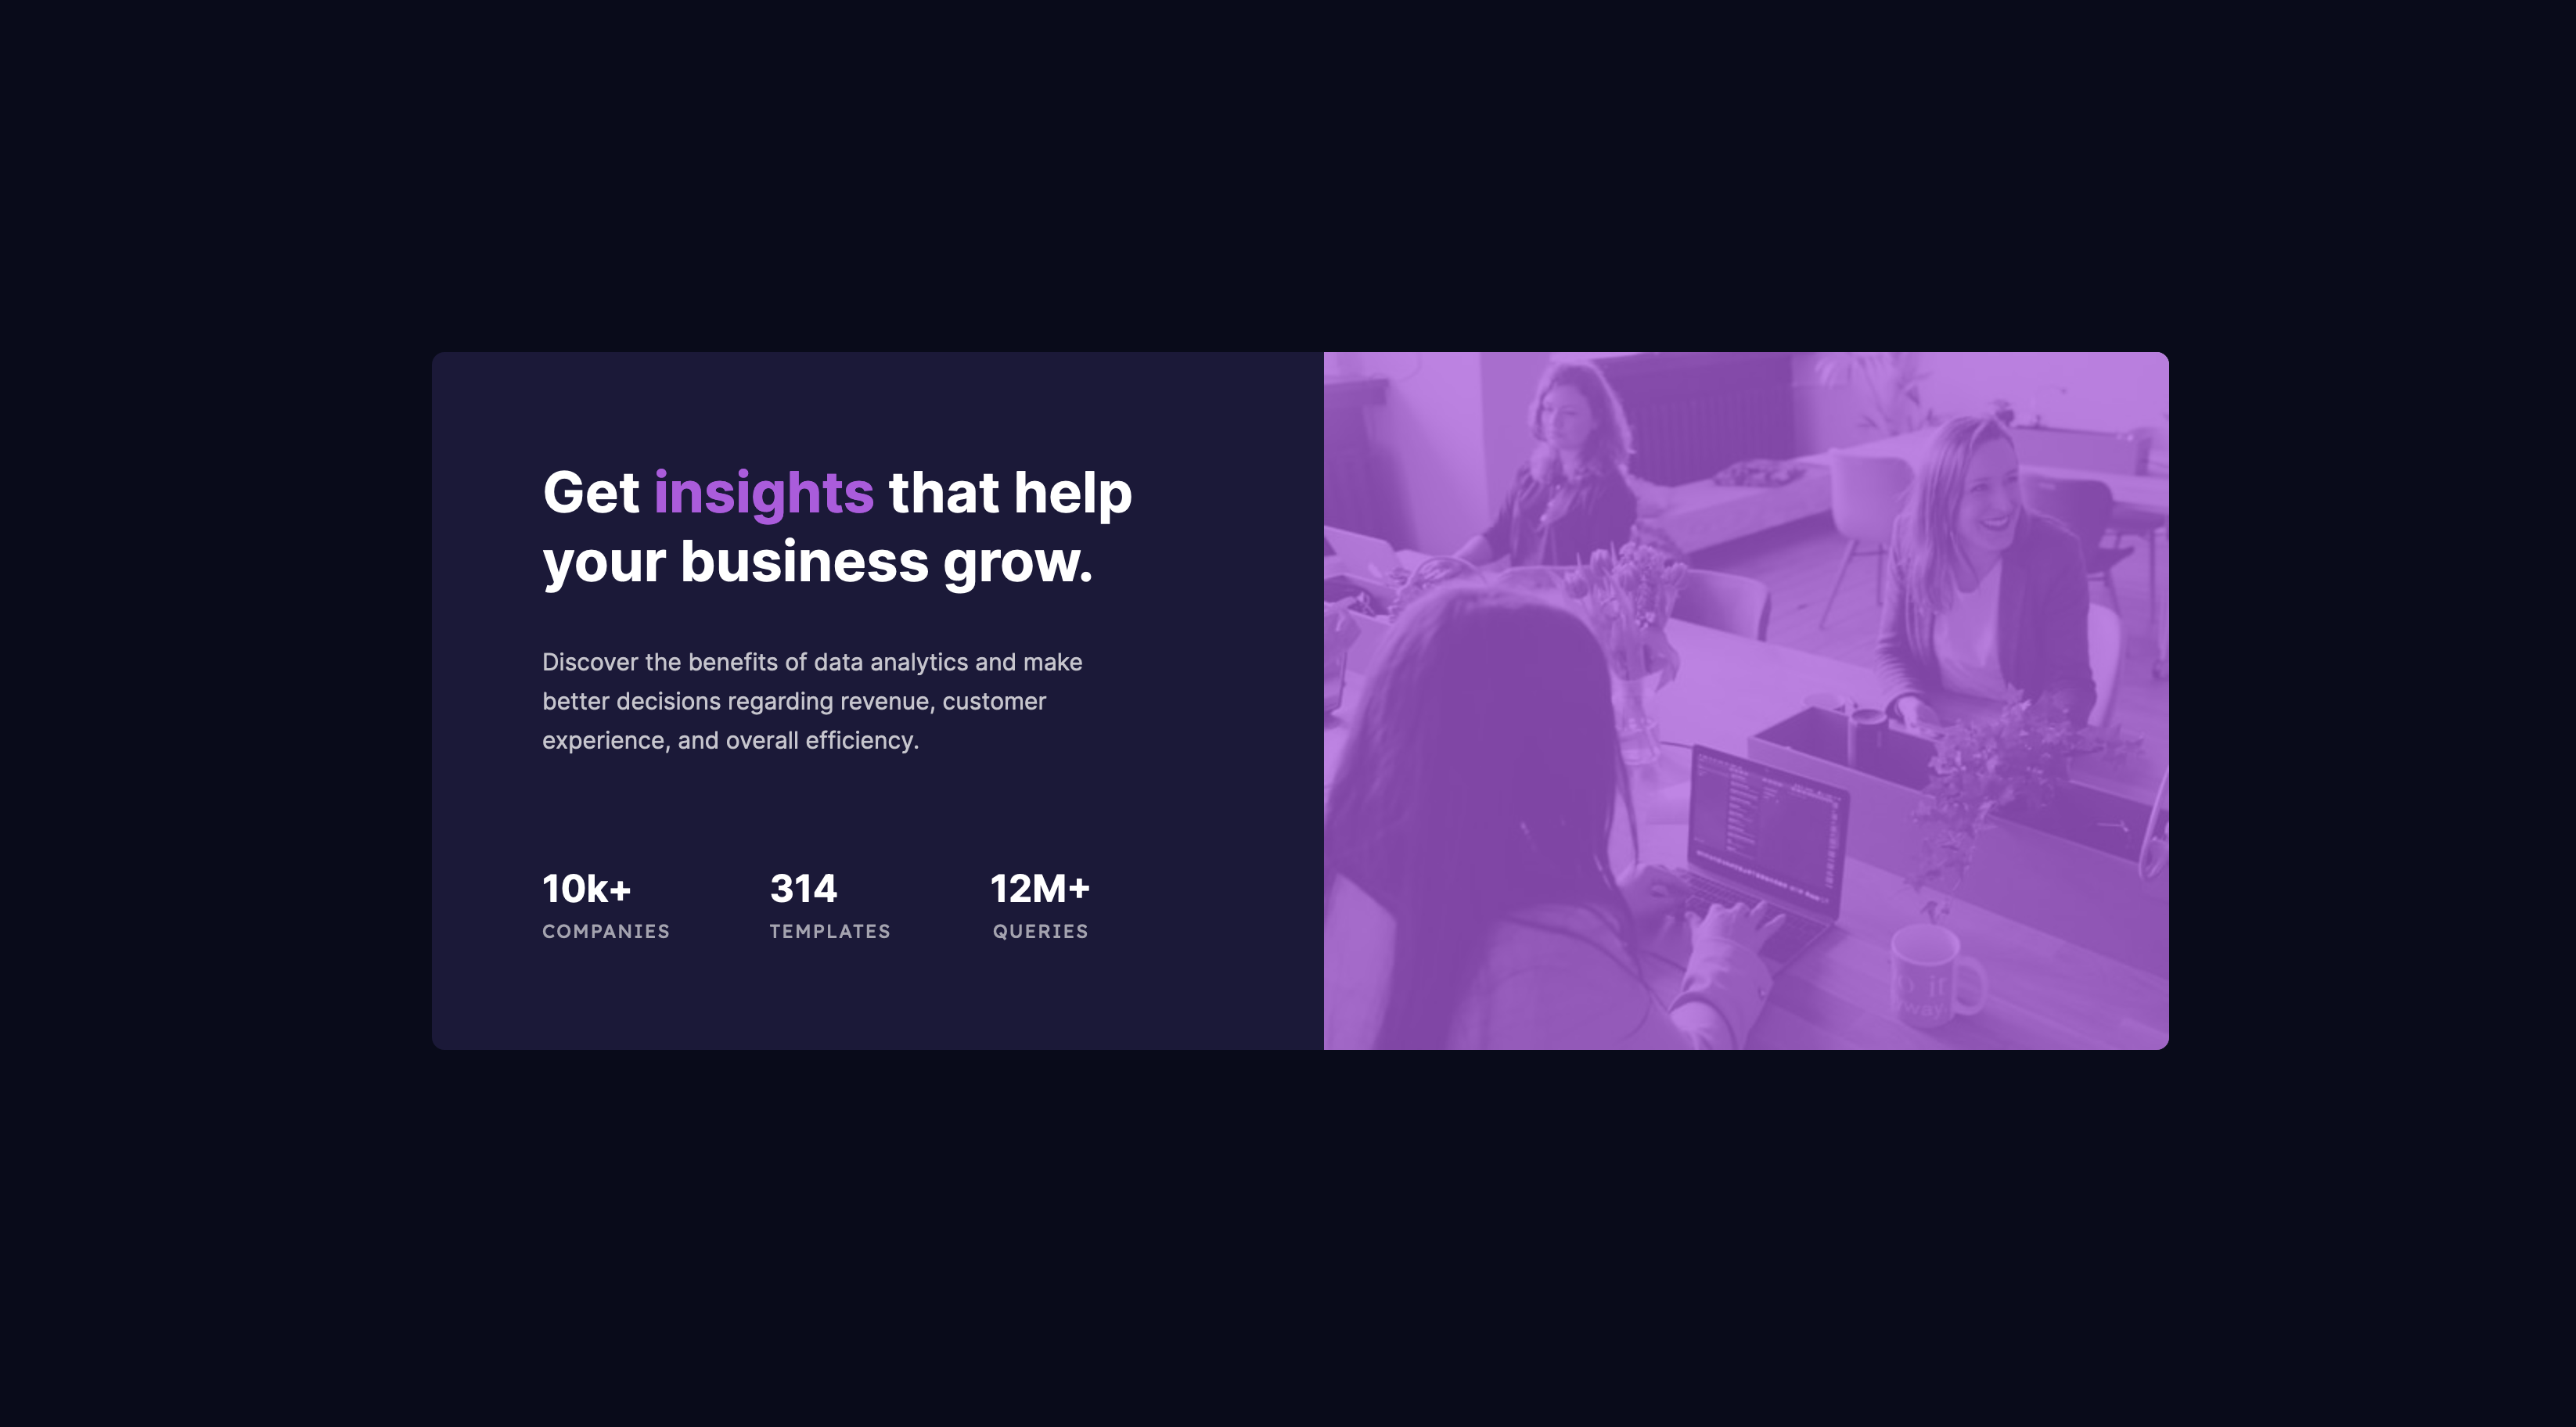 Get insights that help
your business grow.
Discover the benefits of data analytics and make
better decisions regarding revenue, customer
experience, and overall efficiency.
10k+ 314 12M+
COMPANIES TEMPLATES QUERIES
way.